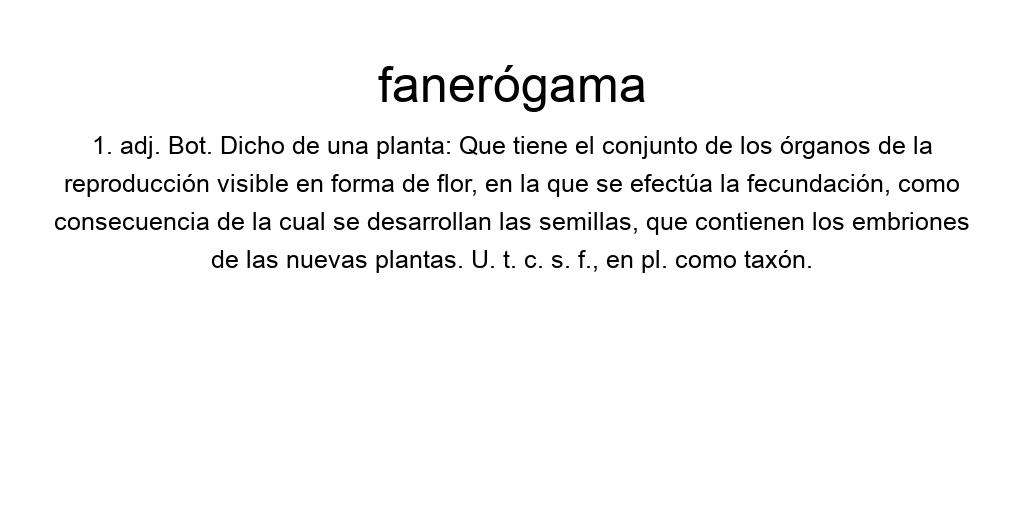 fanerógama
1. adj. Bot. Dicho de una planta: Que tiene el conjunto de los órganos de la
reproducción visible en forma de flor, en la que se efectúa la fecundación, como
consecuencia de la cual se desarrollan las semillas, que contienen los embriones
de las nuevas plantas. U. t. c. s. f., en pl. como taxón.